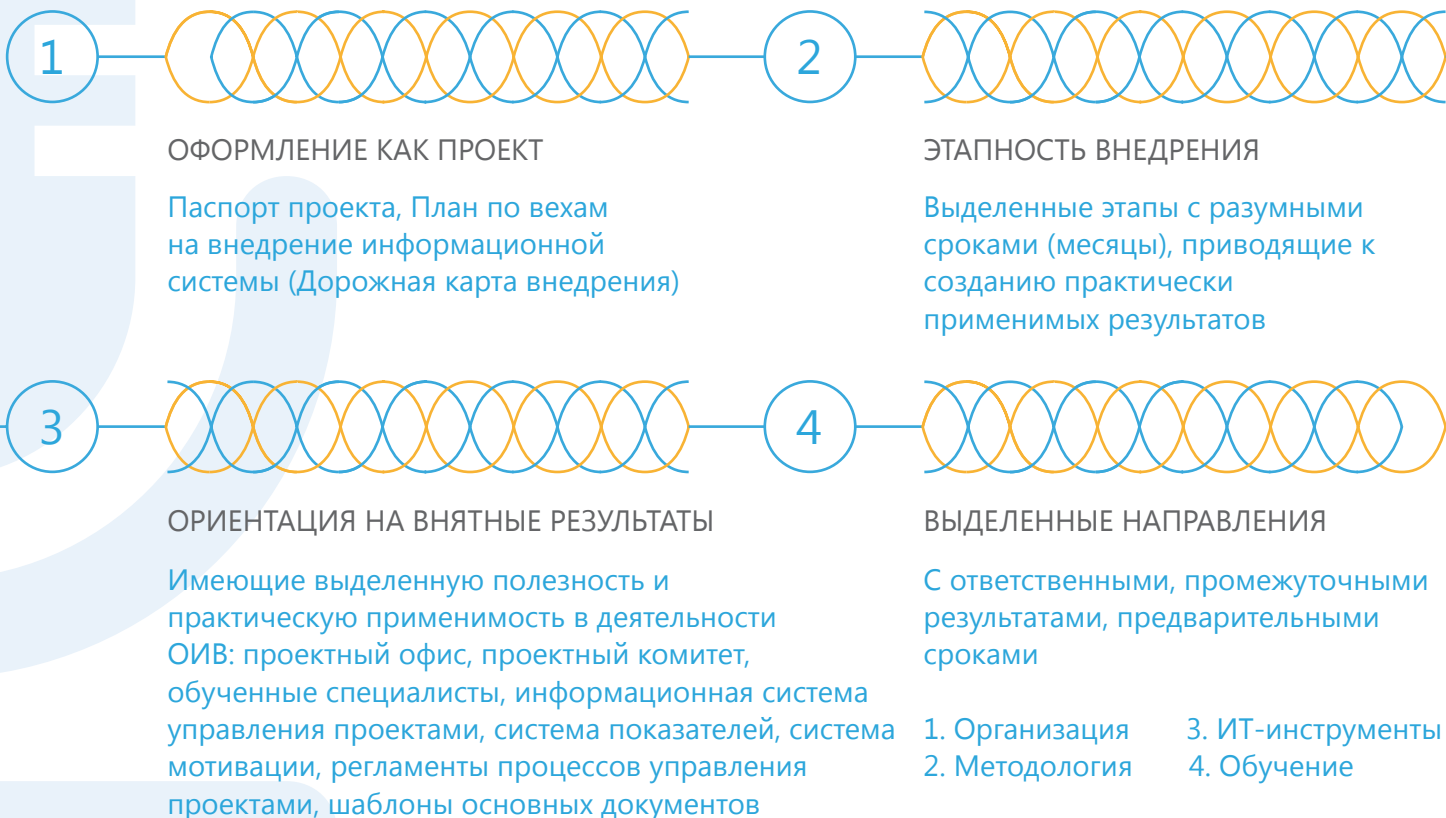 1
ОФОРМЛЕНИЕ КАК ПРОЕКТ
Паспорт проекта, План по вехам
на внедрение информационной
системы (Дорожная карта внедрения)
2
ЭТАПНОСТЬ ВНЕДРЕНИЯ
Выделенные этапы с разумными
сроками (месяцы), приводящие к
созданию практически
применимых результатов
3
ОРИЕНТАЦИЯ НА ВНЯТНЫЕ РЕЗУЛЬТАТЫ
Имеющие выделенную полезность и
практическую применимость в деятельности
ОИВ: проектный офис, проектный комитет,
обученные специалисты, информационная система
управления проектами, система показателей, система
мотивации, регламенты процессов управления
проектами, шаблоны основных документов
4
ВЫДЕЛЕННЫЕ НАПРАВЛЕНИЯ
С ответственными, промежуточными
результатами, предварительными
сроками
1. Организация 3. ИТ-инструменты
2. Методология 4. Обучение